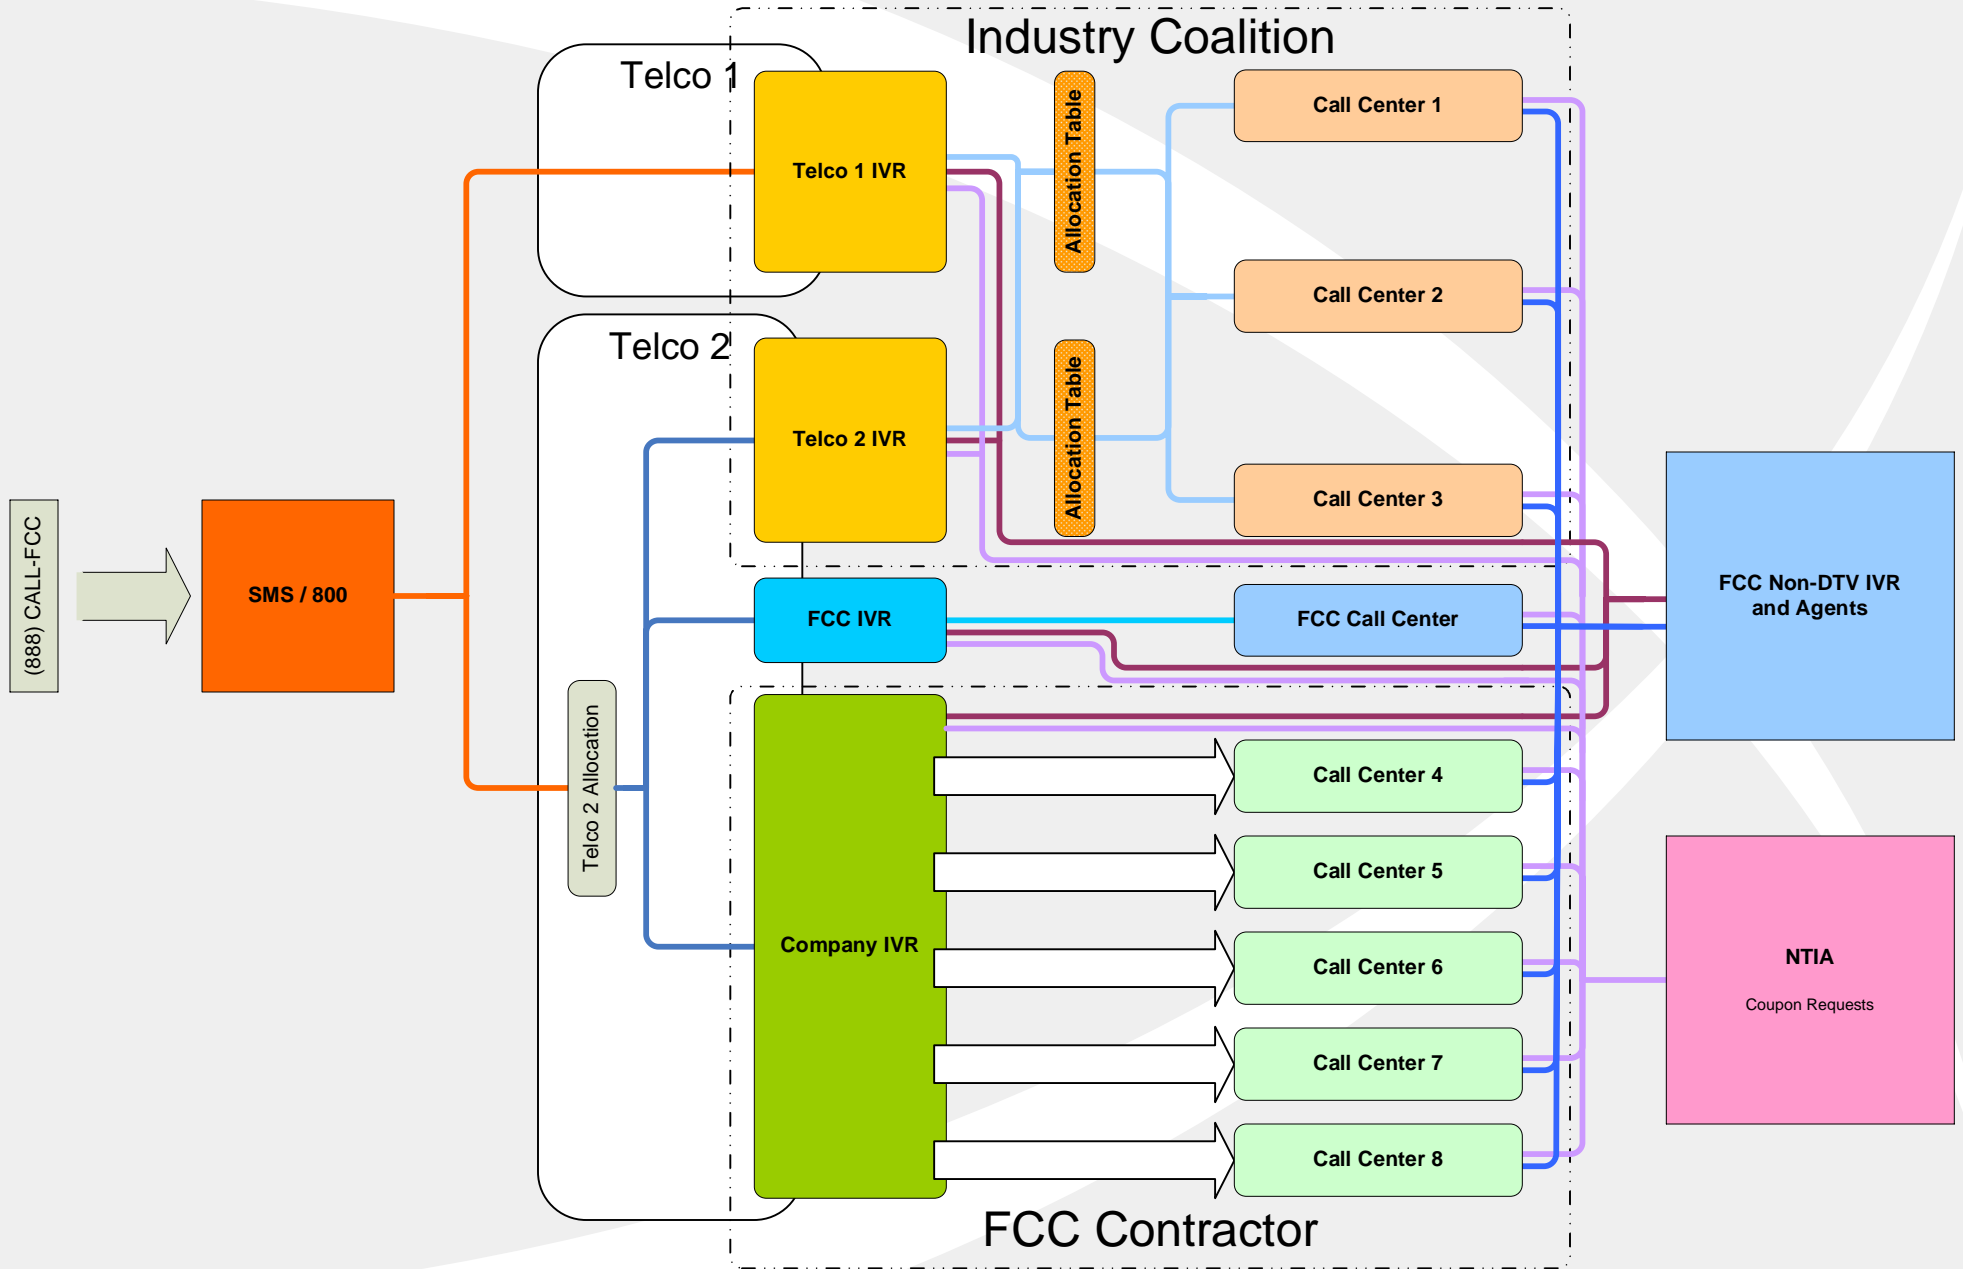 Industry Coalition
Telco 1
Telco 1 IVR
Allocation Table
Call Center 1
Call Center 2
Telco 2
Telco 2 IVR
Allocation Table
Call Center 3
(888) CALL-FCC
SMS / 800
FCC IVR
FCC Call Center
FCC Non-DTV IVR
and Agents
Telco 2 Allocation
Company IVR
Call Center 4
Call Center 5
Call Center 6
Call Center 7
Call Center 8
NTIA
Coupon Requests
FCC Contractor